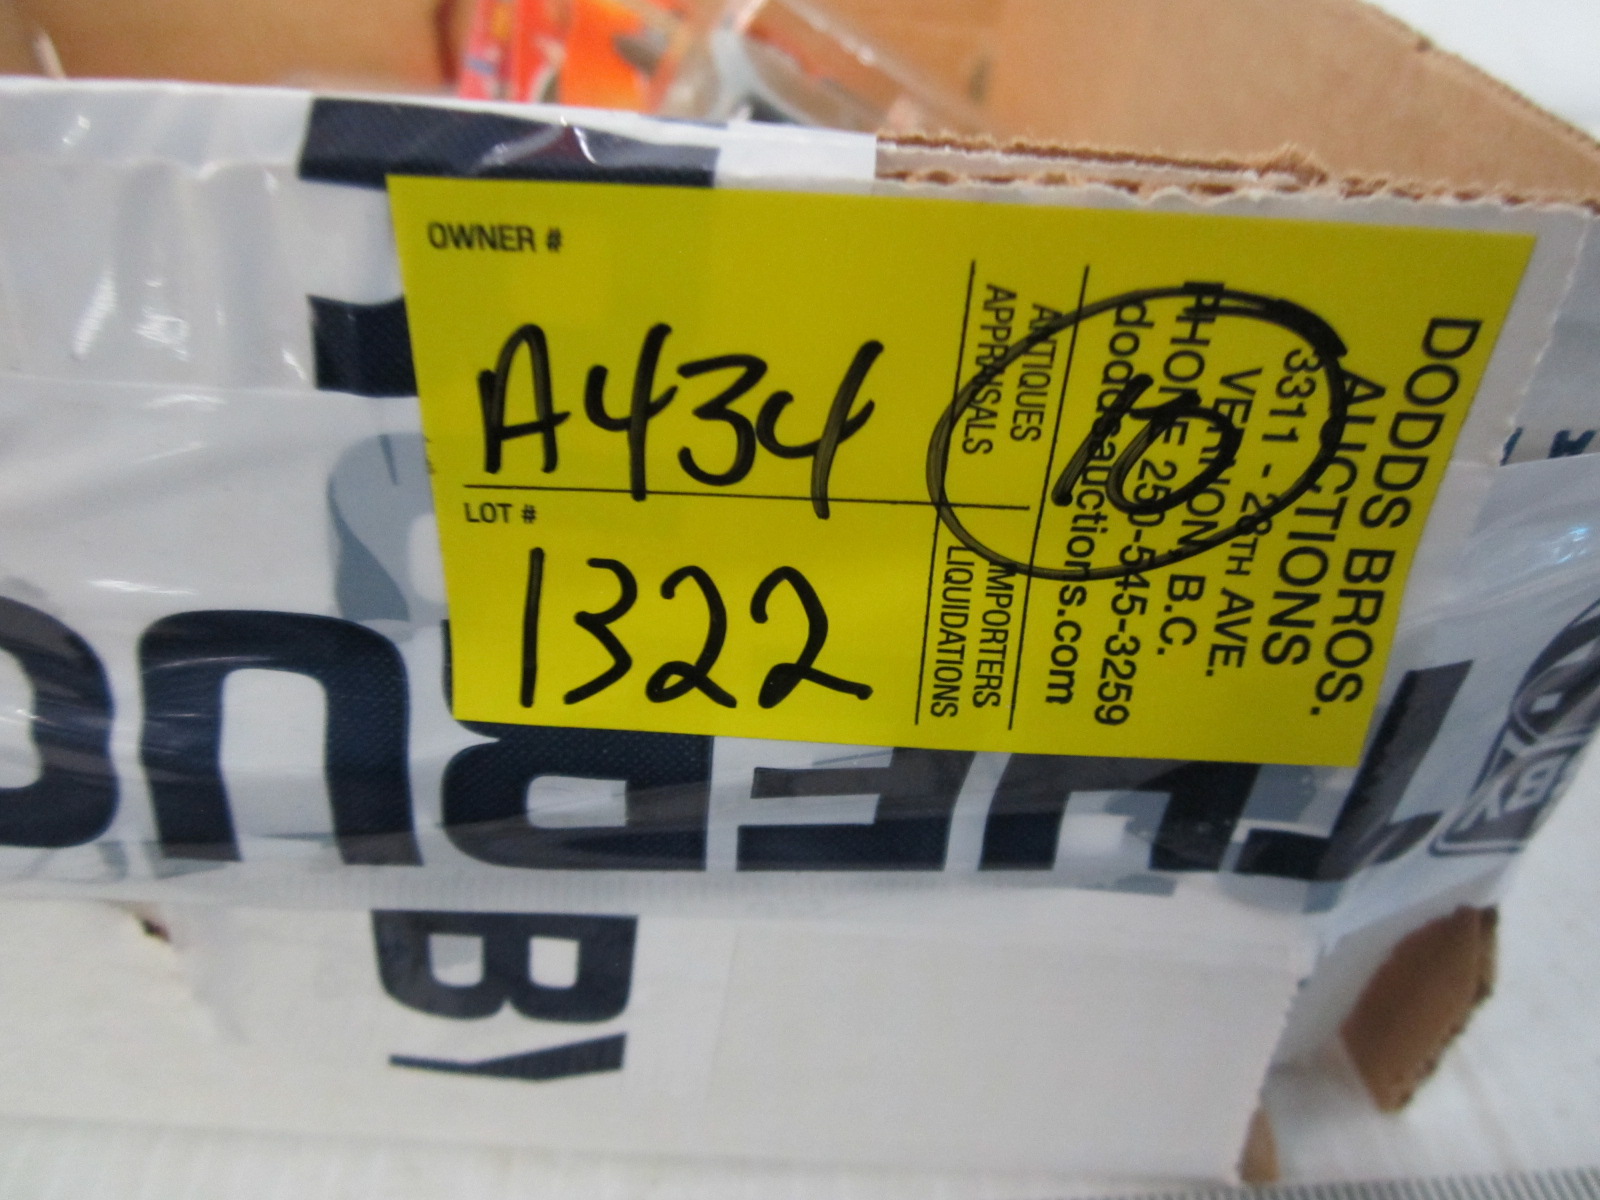 OWNER #
A434
LOT #
1322
DODDS BROS.
AUCTIONS
3311 - 28TH AVE.
VERNON, B.C.
PHONE 250-545-3259
doddsauctions.com
10
ANTIQUES
IMPORTERS
APPRAISALS
LIQUIDATIONS
BY